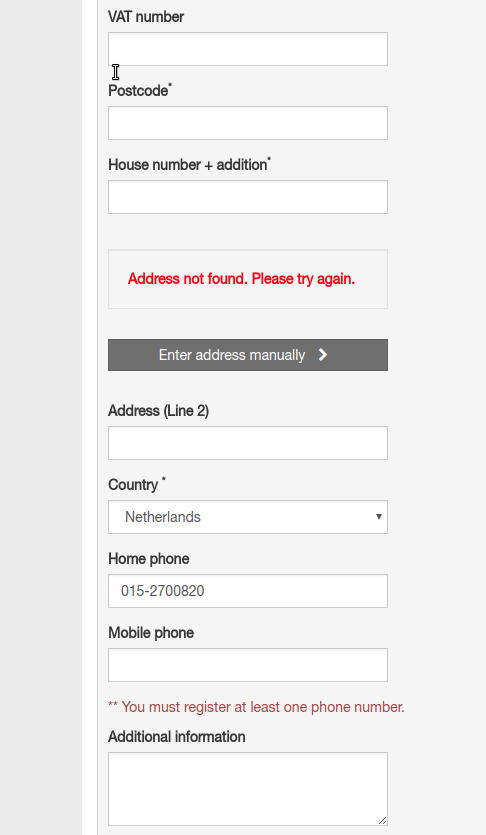 VAT number
Postcode*
House number + addition*
Address not found. Please try again.
Enter address manually
Address (Line 2)
Country *
Netherlands
Home phone
015-2700820
Mobile phone
** You must register at least one phone number.
Additional information